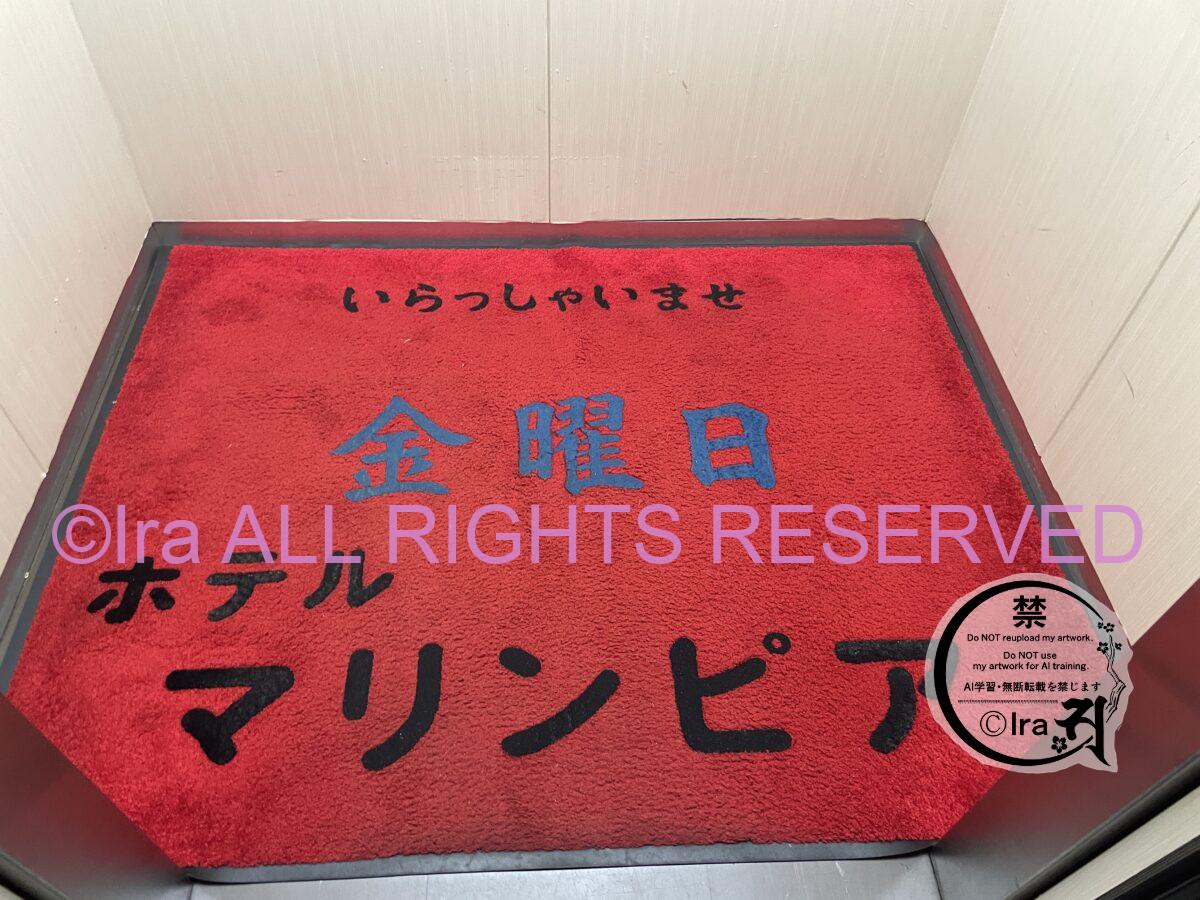 いらっしゃいませ
金曜日
©Ira ALL RIGHTS RESERVED
ホテル
マリンピア
禁
Do NOT reupload my artwork.
Do NOT use
my artwork for AI training.
AI学習・無断転載を禁じます
©Ira